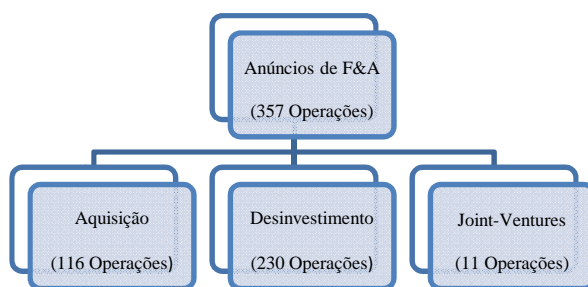 Anúncios de F&A
(357 Operações)
Aquisição
(116 Operações)
Desinvestimento
(230 Operações)
Joint-Ventures
(11 Operações)